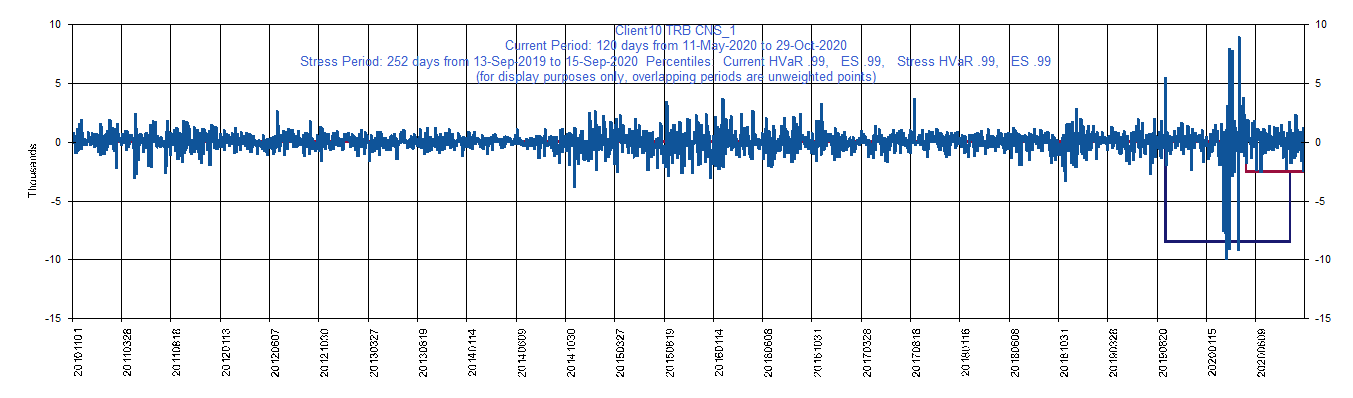 Client10 TRB CNS_1
Current Period: 120 days from 11-May-2020 to 29-Oct-2020
Stress Period: 252 days from 13-Sep-2019 to 15-Sep-2020 Percentiles: Current HVaR .99, ES .99, Stress HVaR .99, ES .99
(for display purposes only, overlapping periods are unweighted points)
10 10
5 5
0 0
-5 -5
-10 -10
-15 -15
Thousands
20101101 20110328 20110818 20120113 20120607 20121030 20130327 20130819 20140114 20140609 20141030 20150327 20150819 20160114 20160608 20161031 20170328 20170818 20180116 20180608 20181031 20190328 20190820 20200115 20200609